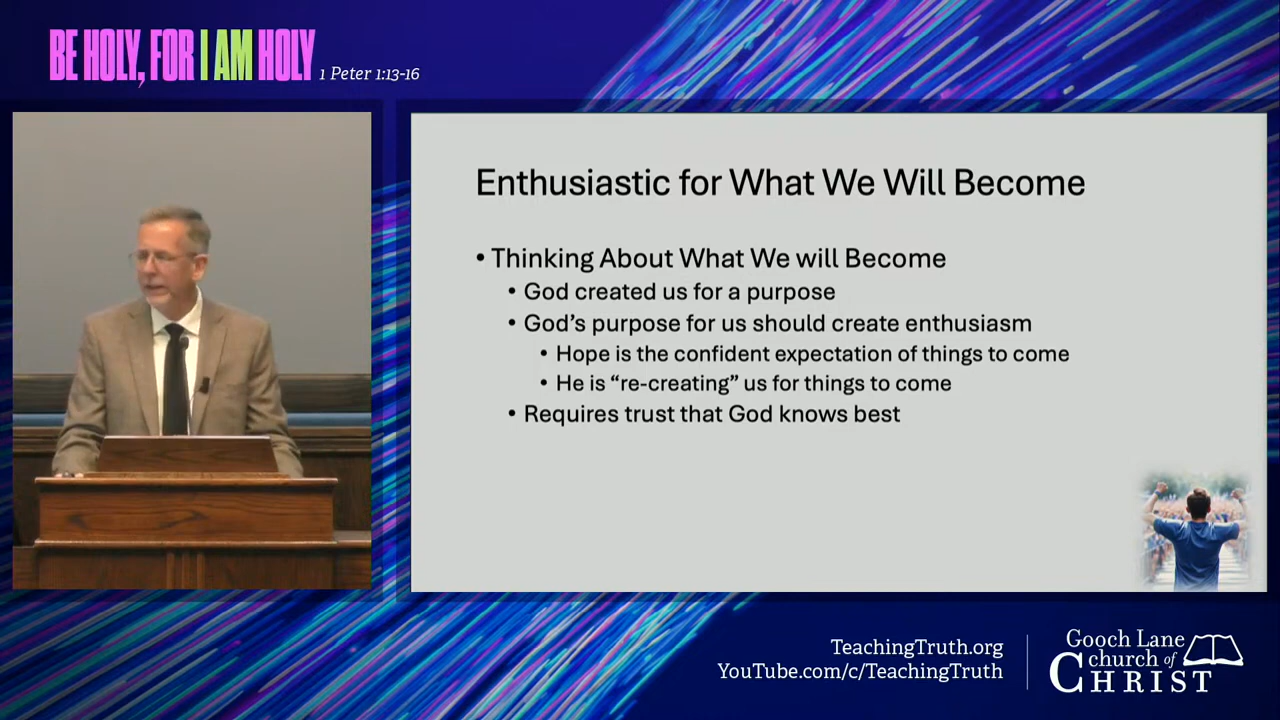 BE HOLY, FOR I AM HOLY 1 Peter 1:13-16
Enthusiastic for What We Will Become
• Thinking About What We will Become
• God created us for a purpose
• God’s purpose for us should create enthusiasm
• Hope is the confident expectation of things to come
• He is “re-creating” us for things to come
• Requires trust that God knows best
TeachingTruth.org
YouTube.com/c/TeachingTruth
Gooch Lane
church of
CHRIST